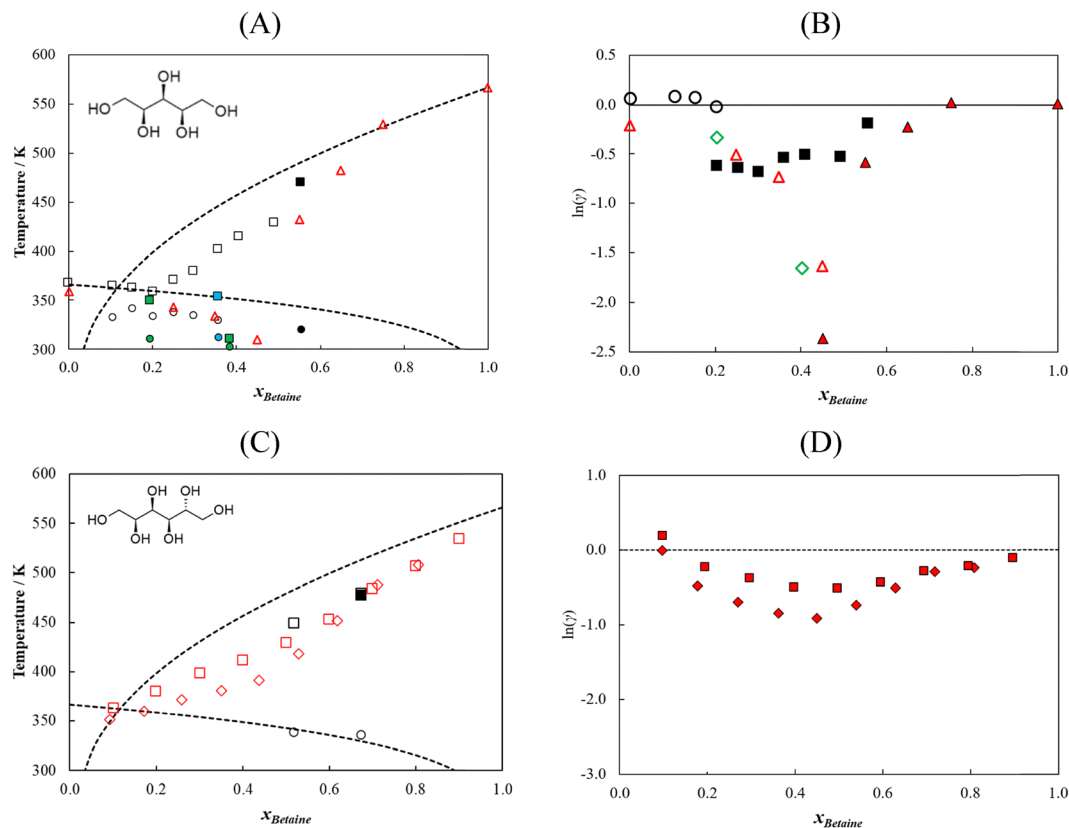 (A)
600
550
500
450
400
350
300
Temperature / K
0.0 0.2 0.4 0.6 0.8 1.0
xBetaine
OH
HO OH
OH OH
(B)
0.5
0.0
-0.5
-1.0
-1.5
-2.0
-2.5
ln(γ)
0.0 0.2 0.4 0.6 0.8 1.0
xBetaine
(C)
600
550
500
450
400
350
300
Temperature / K
0.0 0.2 0.4 0.6 0.8 1.0
xBetaine
OH OH
HO OH
OH OH
(D)
1.0
0.0
-1.0
-2.0
-3.0
ln(γ)
0.0 0.2 0.4 0.6 0.8 1.0
xBetaine